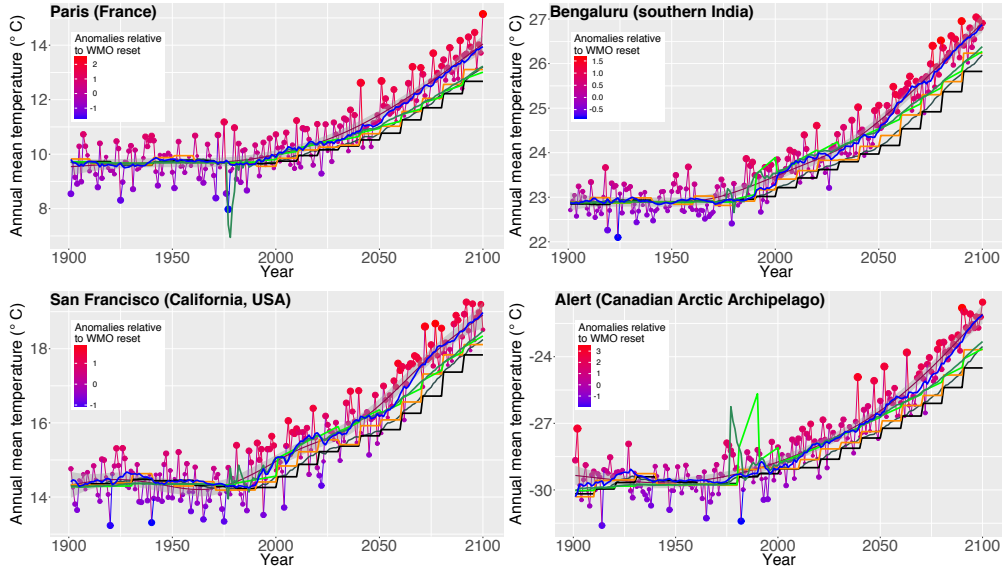 Paris (France)
Anomalies relative
to WMO reset
2
1
0
-1
14
12
10
8
Annual mean temperature (° C)
1900
1950
2000
2050
2100
Year
Bengaluru (southern India)
Anomalies relative
to WMO reset
1.5
1.0
0.5
0.0
-0.5
27
26
25
24
23
22
Annual mean temperature (° C)
1900
1950
2000
2050
2100
Year
San Francisco (California, USA)
Anomalies relative
to WMO reset
1
0
-1
18
16
14
Annual mean temperature (° C)
1900
1950
2000
2050
2100
Year
Alert (Canadian Arctic Archipelago)
Anomalies relative
to WMO reset
3
2
1
0
-1
-24
-27
-30
Annual mean temperature (° C)
1900
1950
2000
2050
2100
Year